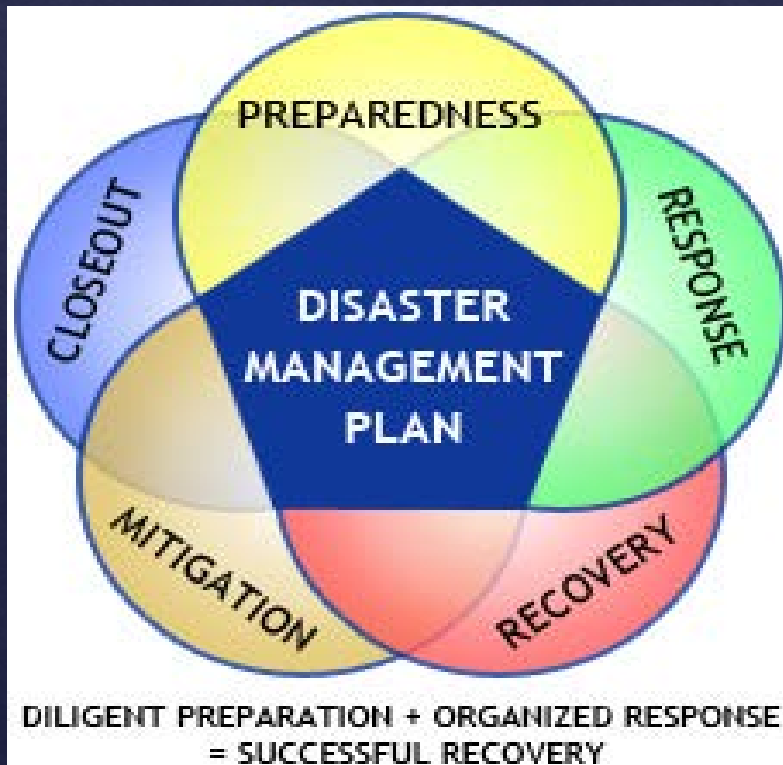 PREPAREDNESS
CLOSEOUT
RESPONSE
DISASTER
MANAGEMENT
PLAN
MITIGATION
RECOVERY
DILIGENT PREPARATION + ORGANIZED RESPONSE
= SUCCESSFUL RECOVERY